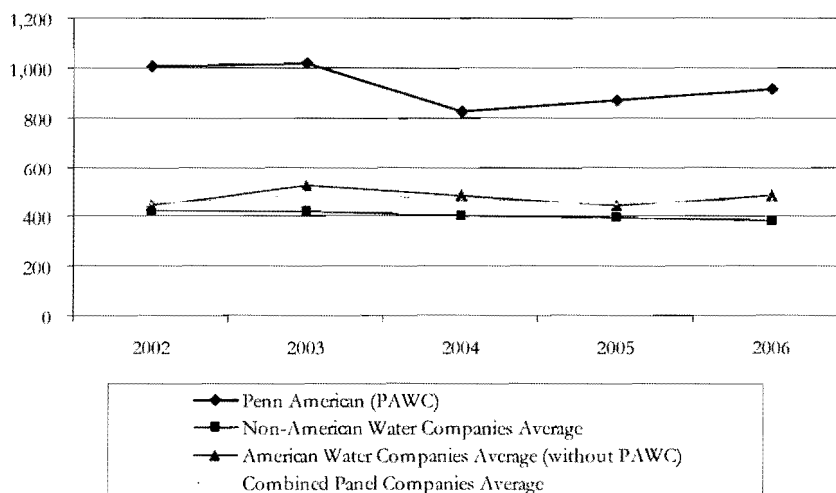 1,200
1,000
800
600
400
200
0
2002 2003 2004 2005 2006
Penn American (PAWC)
Non-American Water Companies Average
American Water Companies Average (without PAWC)
Combined Panel Companies Average